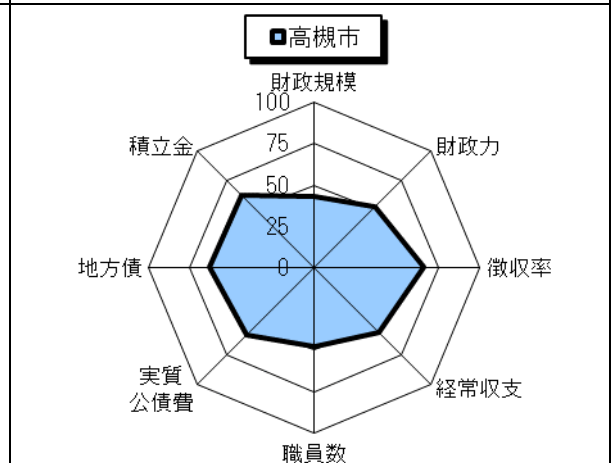 高槻市
財政規模
100
75
50
25
0
財政力
徴収率
経常収支
職員数
実質
公債費
地方債
積立金